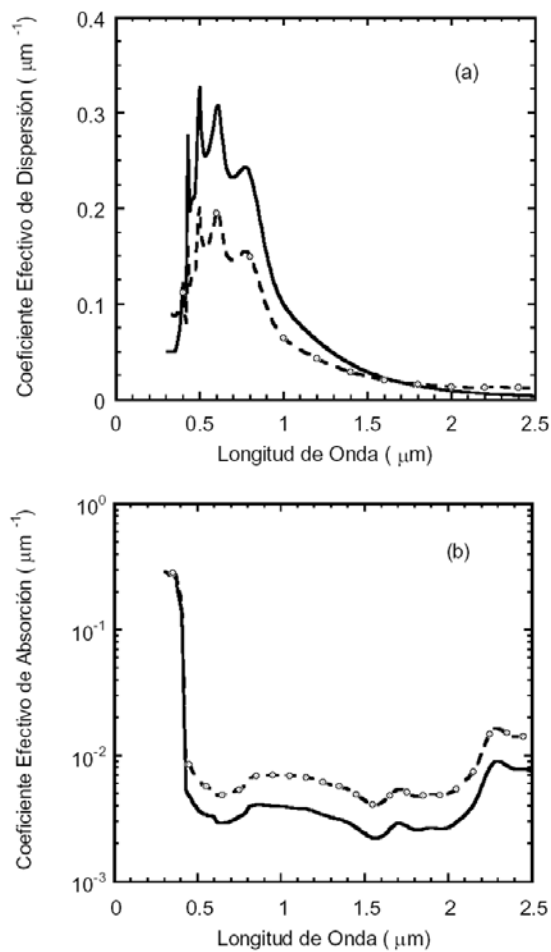 0.4
(a)
0.3
0.2
0.1
0
Coeficiente Efectivo de Dispersión ( μm⁻¹)
0 0.5 1 1.5 2 2.5
Longitud de Onda ( μm)
10⁰
(b)
10⁻¹
10⁻²
10⁻³
Coeficiente Efectivo de Absorción ( μm⁻¹)
0 0.5 1 1.5 2 2.5
Longitud de Onda ( μm)